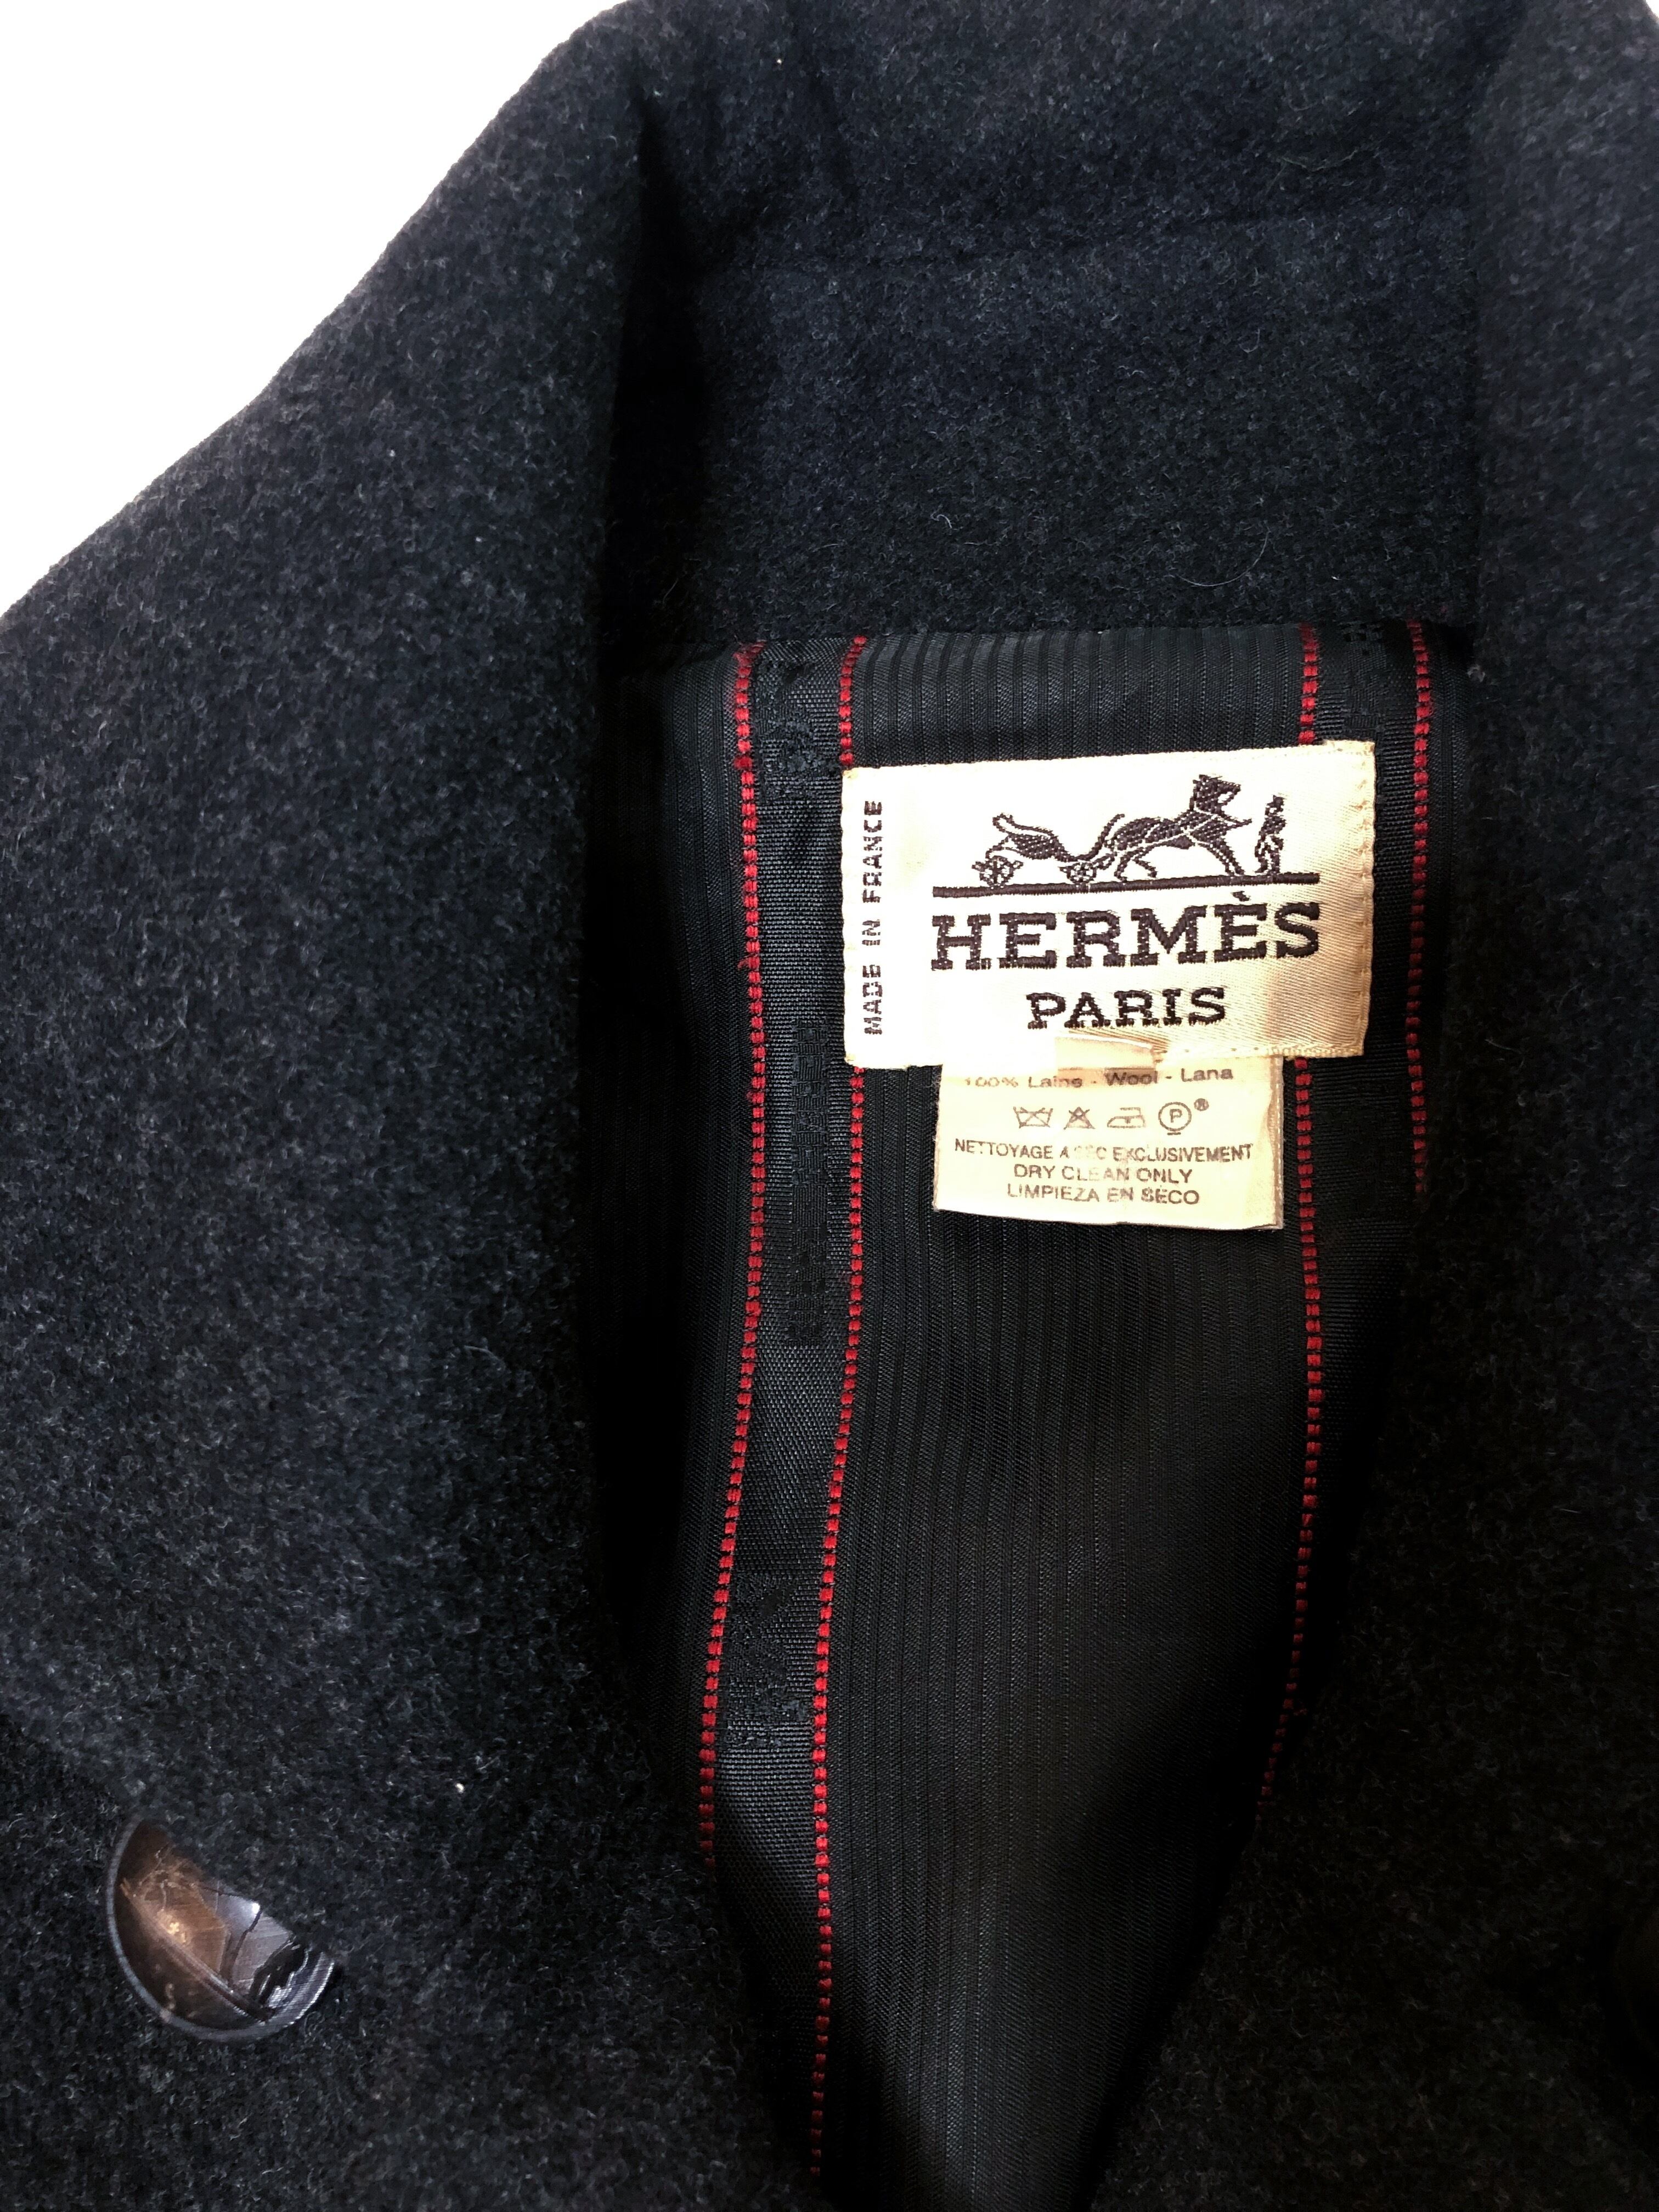 MADE IN FRANCE
HERMÈS
PARIS
100% Laine - Wool - Lana
P®
NETTOYAGE A SEC EXCLUSIVEMENT
DRY CLEAN ONLY
LIMPIEZA EN SECO